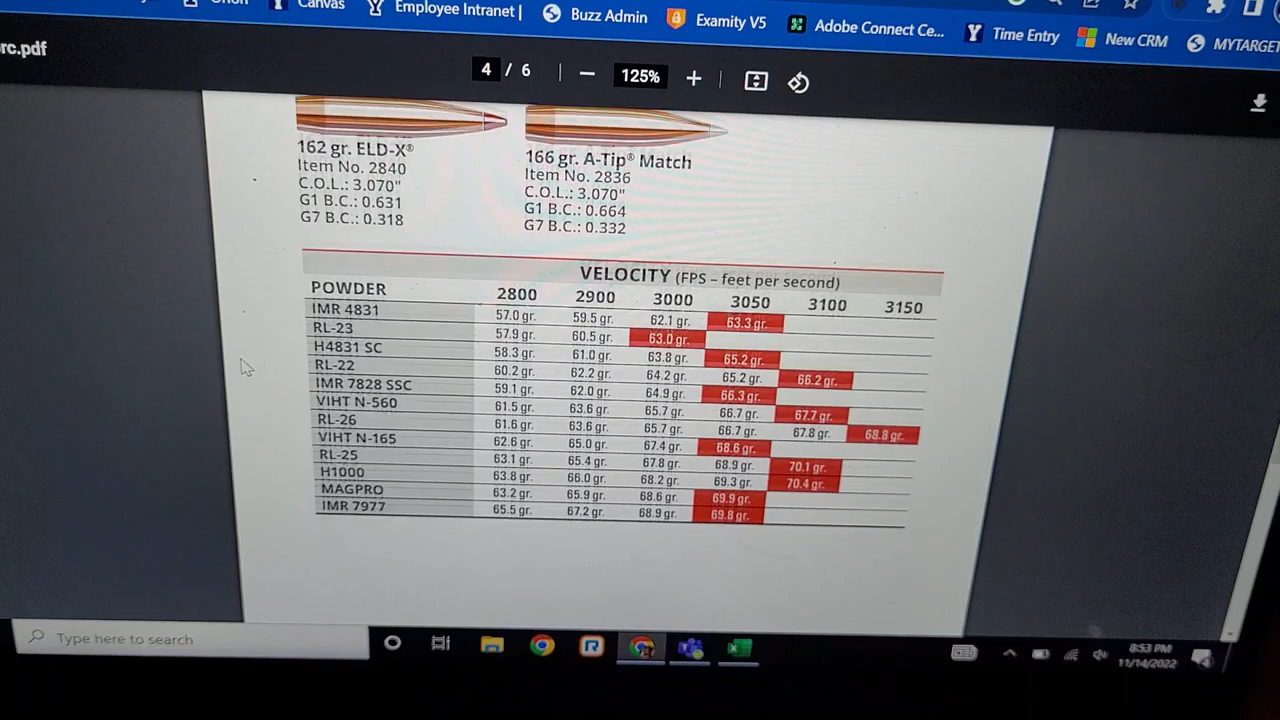 Canvas
Employee Intranet |
Buzz Admin
Examity V5
Adobe Connect Ce...
Time Entry
New CRM
MYTARGET
rc.pdf
4 / 6
125%
162 gr. ELD-X®
Item No. 2840
C.O.L.: 3.070"
G1 B.C.: 0.631
G7 B.C.: 0.318
166 gr. A-Tip® Match
Item No. 2836
C.O.L.: 3.070"
G1 B.C.: 0.664
G7 B.C.: 0.332
VELOCITY (FPS – feet per second)
POWDER 2800 2900 3000 3050 3100 3150
IMR 4831 57.0 gr. 59.5 gr. 62.1 gr. 63.3 gr.
RL-23 57.9 gr. 60.5 gr. 63.0 gr.
H4831 SC 58.3 gr. 61.0 gr. 63.8 gr. 65.2 gr.
RL-22 60.2 gr. 62.2 gr. 64.2 gr. 65.2 gr. 66.2 gr.
IMR 7828 SSC 59.1 gr. 62.0 gr. 64.9 gr. 66.3 gr.
VIHT N-560 61.5 gr. 63.6 gr. 65.7 gr. 66.7 gr. 67.7 gr.
RL-26 61.6 gr. 63.6 gr. 65.7 gr. 66.7 gr. 67.8 gr. 68.8 gr.
VIHT N-165 62.6 gr. 65.0 gr. 67.4 gr. 68.6 gr.
RL-25 63.1 gr. 65.4 gr. 67.8 gr. 68.9 gr. 70.1 gr.
H1000 63.8 gr. 66.0 gr. 68.2 gr. 69.3 gr. 70.4 gr.
MAGPRO 63.2 gr. 65.9 gr. 68.6 gr. 69.9 gr.
IMR 7977 65.5 gr. 67.2 gr. 68.9 gr. 69.8 gr.
Type here to search
8:53 PM
11/14/2022